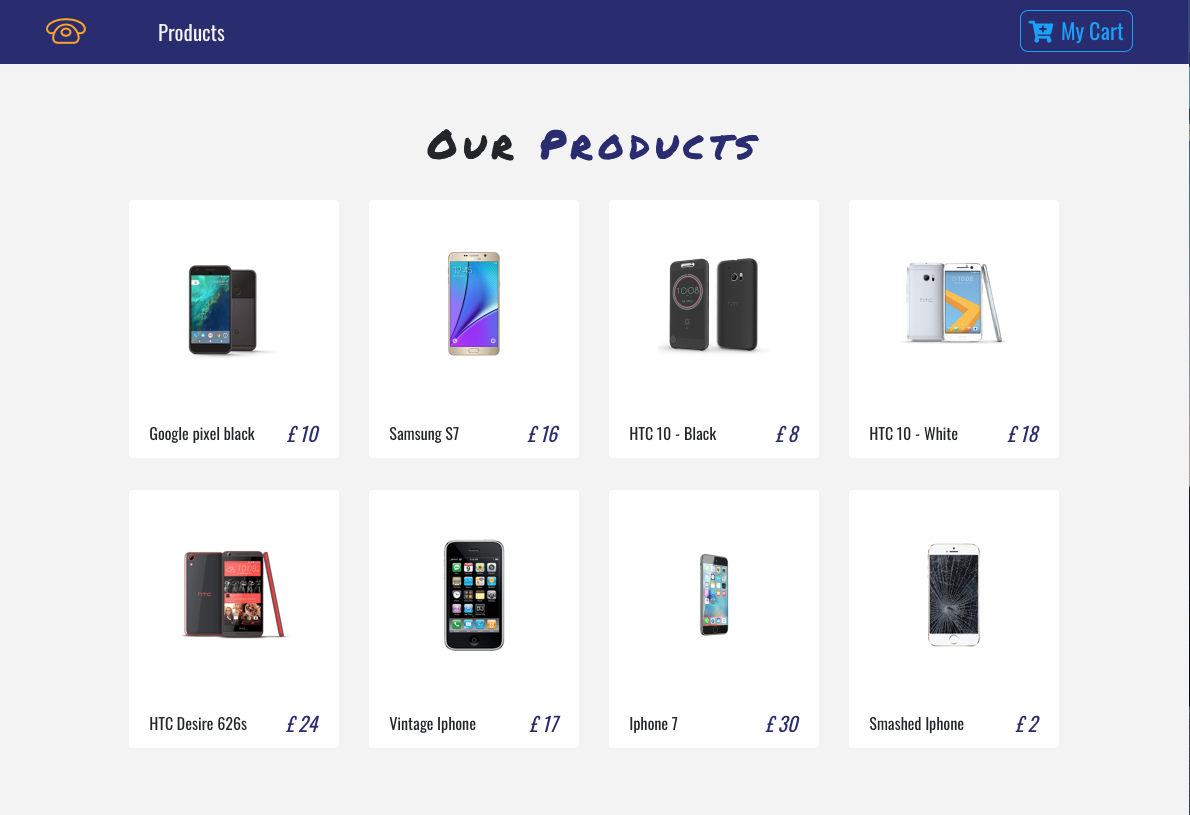 Products
My Cart
Our Products
Google pixel black £ 10
Samsung S7 £ 16
HTC 10 - Black £ 8
HTC 10 - White £ 18
HTC Desire 626s £ 24
Vintage Iphone £ 17
Iphone 7 £ 30
Smashed Iphone £ 2